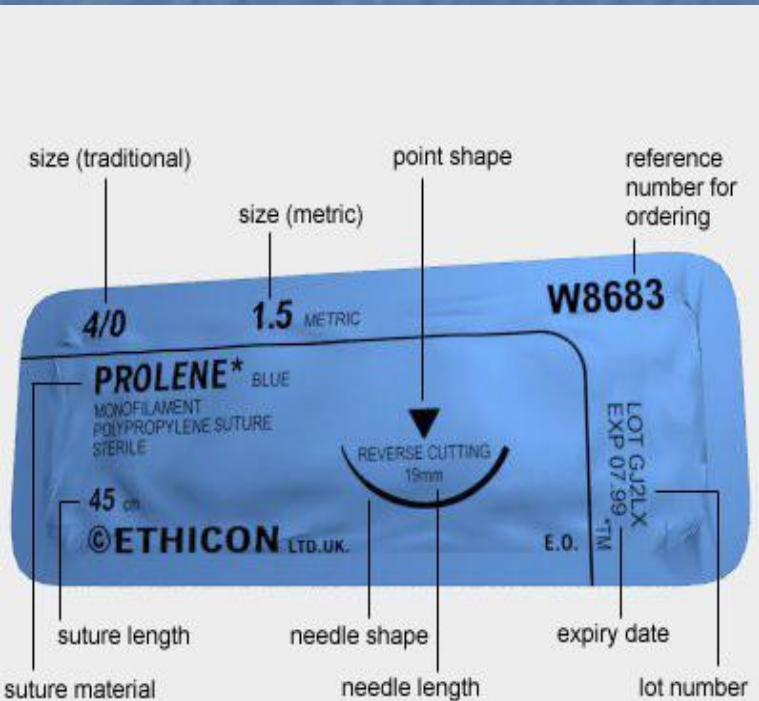 size (traditional)
point shape
reference
number for
ordering
size (metric)
4/0
1.5 METRIC
W8683
PROLENE* BLUE
MONOFILAMENT
POLYPROPYLENE SUTURE
STERILE
REVERSE CUTTING
19mm
45 cm
©ETHICON LTD.UK.
E.O.
LOT GJ2LX
EXP 07.99
*TM
suture length
needle shape
expiry date
suture material
needle length
lot number